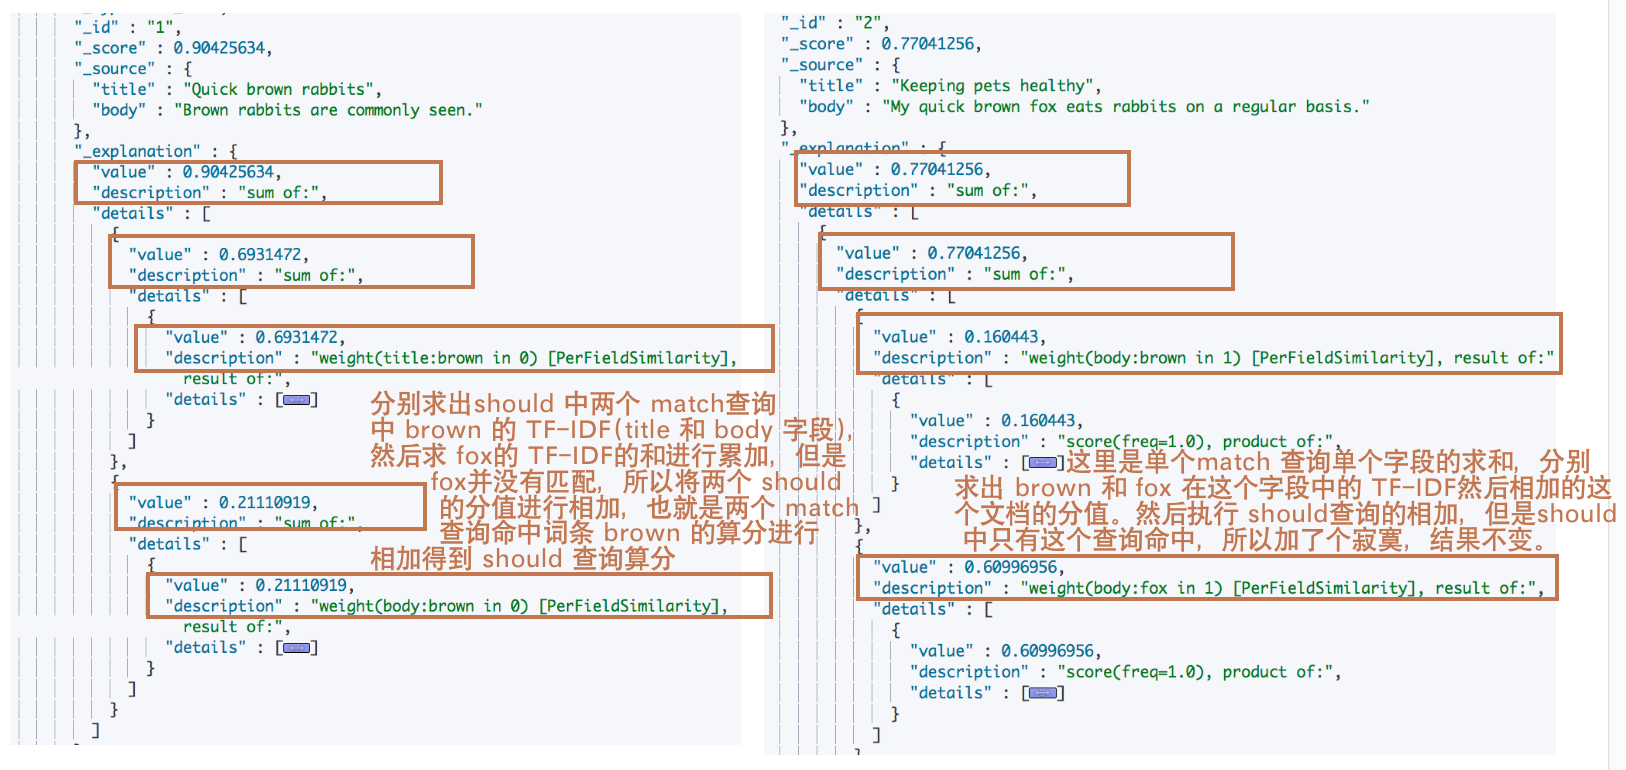 "_id" : "1",
"_score" : 0.90425634,
"_source" : {
"title" : "Quick brown rabbits",
"body" : "Brown rabbits are commonly seen."
},
"_explanation" : {
"value" : 0.90425634,
"description" : "sum of:",
"details" : [
{
"value" : 0.6931472,
"description" : "sum of:",
"details" : [
{
"value" : 0.6931472,
"description" : "weight(title:brown in 0) [PerFieldSimilarity],
result of:",
"details" : [
]
}
]
},
{
"value" : 0.21110919,
"description" : "sum of:",
"details" : [
{
"value" : 0.21110919,
"description" : "weight(body:brown in 0) [PerFieldSimilarity],
result of:",
"details" : [
]
}
]
}
]
分别求出should 中两个 match查询
中 brown 的 TF-IDF(title 和 body 字段),
然后求 fox的 TF-IDF的和进行累加，但是
fox并没有匹配，所以将两个 should
的分值进行相加，也就是两个 match
查询命中词条 brown 的算分进行
相加得到 should 查询算分
"_id" : "2",
"_score" : 0.77041256,
"_source" : {
"title" : "Keeping pets healthy",
"body" : "My quick brown fox eats rabbits on a regular basis."
},
"_explanation" : {
"value" : 0.77041256,
"description" : "sum of:",
"details" : [
{
"value" : 0.77041256,
"description" : "sum of:",
"details" : [
{
"value" : 0.160443,
"description" : "weight(body:brown in 1) [PerFieldSimilarity], result of:"
"details" : [
{
"value" : 0.160443,
"description" : "score(freq=1.0), product of:",
"details" : [
]
}
]
},
{
"value" : 0.60996956,
"description" : "weight(body:fox in 1) [PerFieldSimilarity], result of:",
"details" : [
{
"value" : 0.60996956,
"description" : "score(freq=1.0), product of:",
"details" : [
]
}
]
这里是单个match 查询单个字段的求和，分别
求出 brown 和 fox 在这个字段中的 TF-IDF然后相加的这
个文档的分值。然后执行 should查询的相加，但是should
中只有这个查询命中，所以加了个寂寞，结果不变。